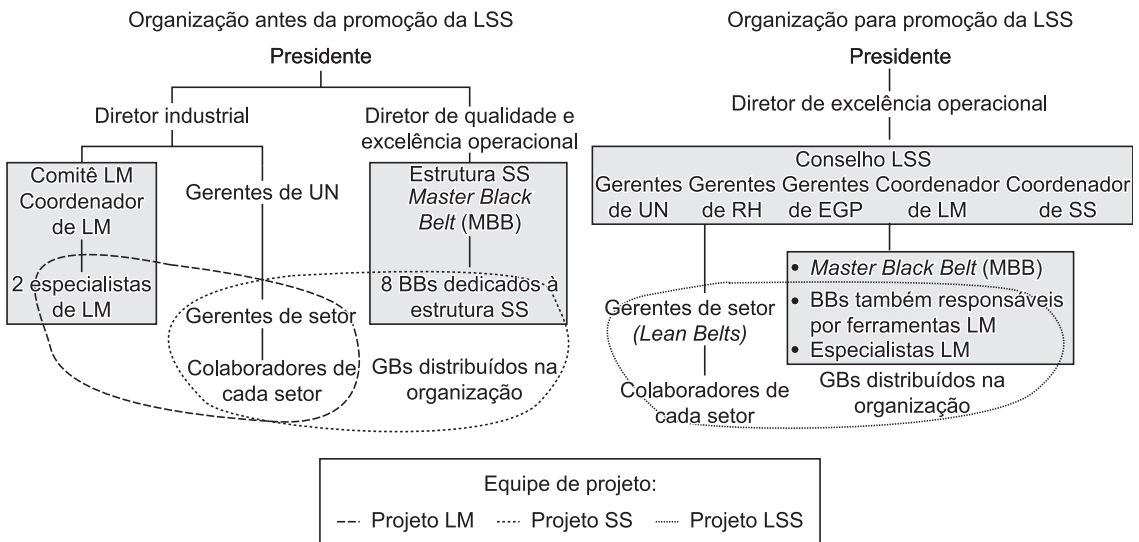 Organização antes da promoção da LSS
Presidente
Diretor industrial
Diretor de qualidade e
excelência operacional
Comitê LM
Coordenador
de LM
2 especialistas
de LM
Gerentes de UN
Gerentes de setor
Colaboradores de
cada setor
Estrutura SS
Master Black
Belt (MBB)
8 BBs dedicados à
estrutura SS
GBs distribuídos na
organização
Organização para promoção da LSS
Presidente
Diretor de excelência operacional
Conselho LSS
Gerentes
de UN
Gerentes
de RH
Gerentes
de EGP
Coordenador
de LM
Coordenador
de SS
Gerentes de setor
(Lean Belts)
Colaboradores de
cada setor
• Master Black Belt (MBB)
• BBs também responsáveis
por ferramentas LM
• Especialistas LM
GBs distribuídos na
organização
Equipe de projeto:
Projeto LM
Projeto SS
Projeto LSS